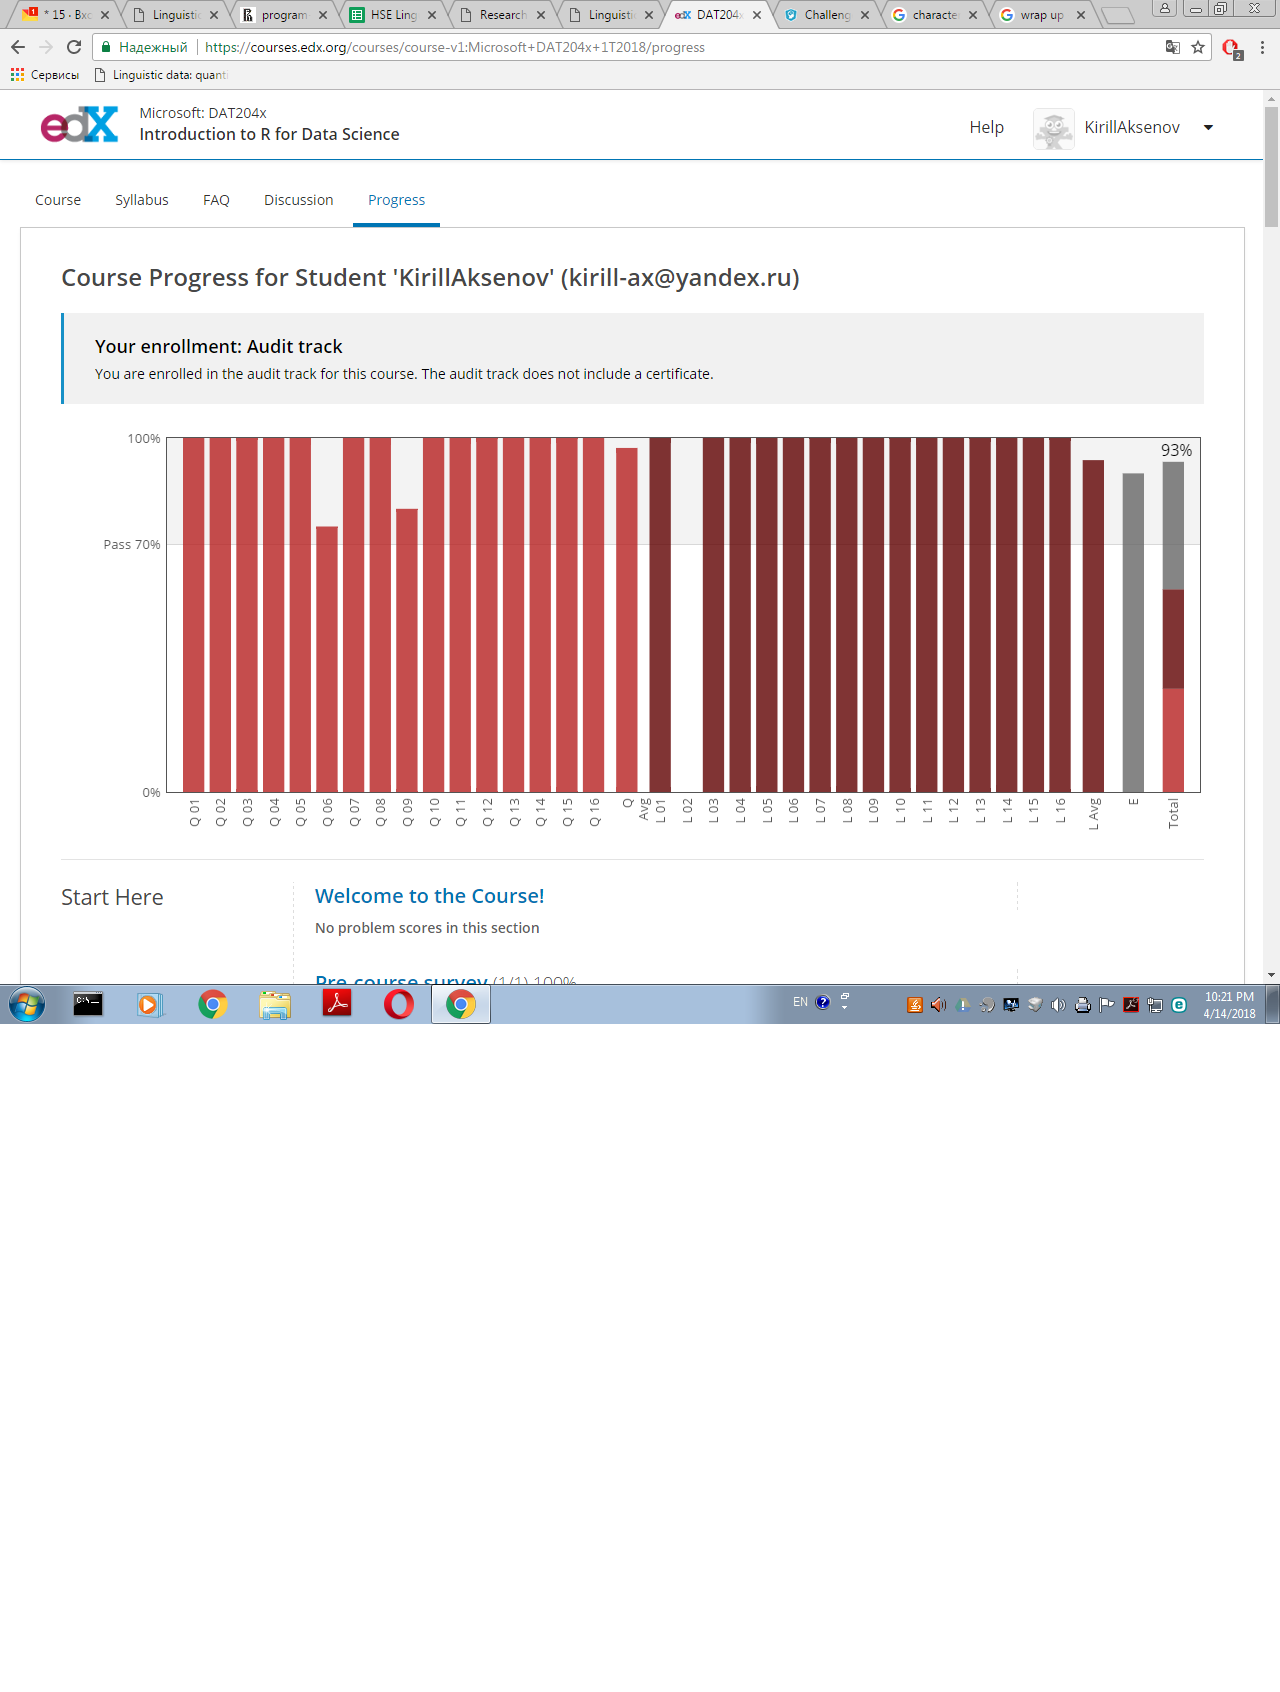 * 15 · Вхо
Linguistic
program
HSE Ling
Research
Linguistic
DAT204x
Challeng
character
wrap up
Надежный
https://courses.edx.org/courses/course-v1:Microsoft+DAT204x+1T2018/progress
2
Сервисы
Linguistic data: quanti
edX
Microsoft: DAT204x
Introduction to R for Data Science
Help
KirillAksenov
Course
Syllabus
FAQ
Discussion
Progress
Course Progress for Student 'KirillAksenov' (kirill-ax@yandex.ru)
Your enrollment: Audit track
You are enrolled in the audit track for this course. The audit track does not include a certificate.
100%
93%
Pass 70%
0%
Q 01
Q 02
Q 03
Q 04
Q 05
Q 06
Q 07
Q 08
Q 09
Q 10
Q 11
Q 12
Q 13
Q 14
Q 15
Q 16
Q Avg
L 01
L 02
L 03
L 04
L 05
L 06
L 07
L 08
L 09
L 10
L 11
L 12
L 13
L 14
L 15
L 16
L Avg
E
Total
Start Here
Welcome to the Course!
No problem scores in this section
Pre-course survey (1/1) 100%
EN
10:21 PM
4/14/2018